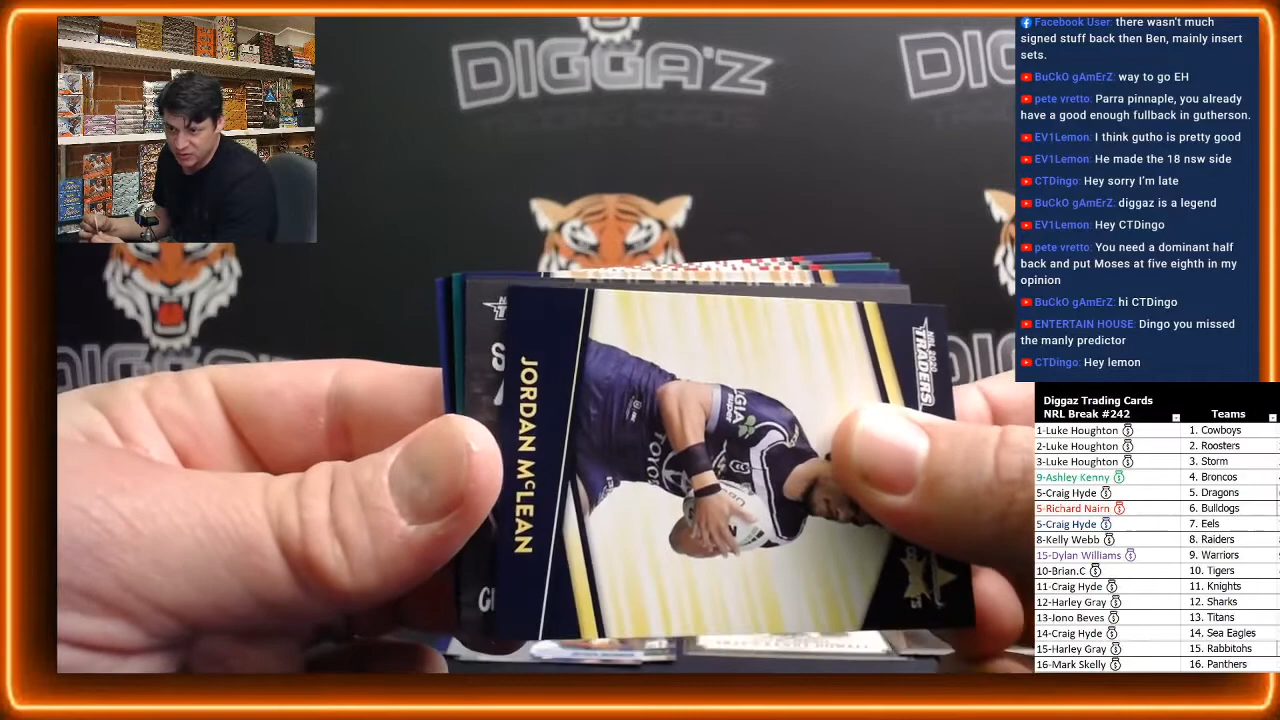 DIGGA'Z
DIG
Facebook User: there wasn't much
signed stuff back then Ben, mainly insert
sets.
BuCkO gAmErZ: way to go EH
pete vretto: Parra pinnaple, you already
have a good enough fullback in gutherson.
EV1Lemon: I think gutho is pretty good
EV1Lemon: He made the 18 nsw side
CTDingo: Hey sorry I'm late
BuCkO gAmErZ: diggaz is a legend
EV1Lemon: Hey CTDingo
pete vretto: You need a dominant half
back and put Moses at five eighth in my
opinion
BuCkO gAmErZ: hi CTDingo
ENTERTAIN HOUSE: Dingo you missed
the manly predictor
CTDingo: Hey lemon
JORDAN McLEAN
NRL 2020
TRADERS
TOYO
Diggaz Trading Cards
NRL Break #242 Teams
1-Luke Houghton 1. Cowboys
2-Luke Houghton 2. Roosters
3-Luke Houghton 3. Storm
9-Ashley Kenny 4. Broncos
5-Craig Hyde 5. Dragons
5-Richard Nairn 6. Bulldogs
5-Craig Hyde 7. Eels
8-Kelly Webb 8. Raiders
15-Dylan Williams 9. Warriors
10-Brian.C 10. Tigers
11-Craig Hyde 11. Knights
12-Harley Gray 12. Sharks
13-Jono Beves 13. Titans
14-Craig Hyde 14. Sea Eagles
15-Harley Gray 15. Rabbitohs
16-Mark Skelly 16. Panthers